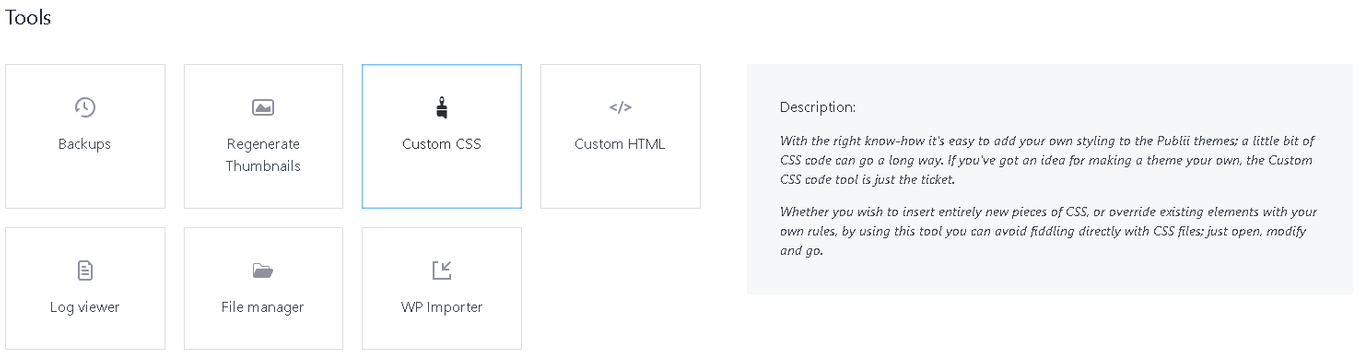 Tools
Backups
Regenerate
Thumbnails
Custom CSS
Custom HTML
Log viewer
File manager
WP Importer
Description:
With the right know-how it's easy to add your own styling to the Publii themes; a little bit of
CSS code can go a long way. If you've got an idea for making a theme your own, the Custom
CSS code tool is just the ticket.
Whether you wish to insert entirely new pieces of CSS, or override existing elements with your
own rules, by using this tool you can avoid fiddling directly with CSS files; just open, modify
and go.